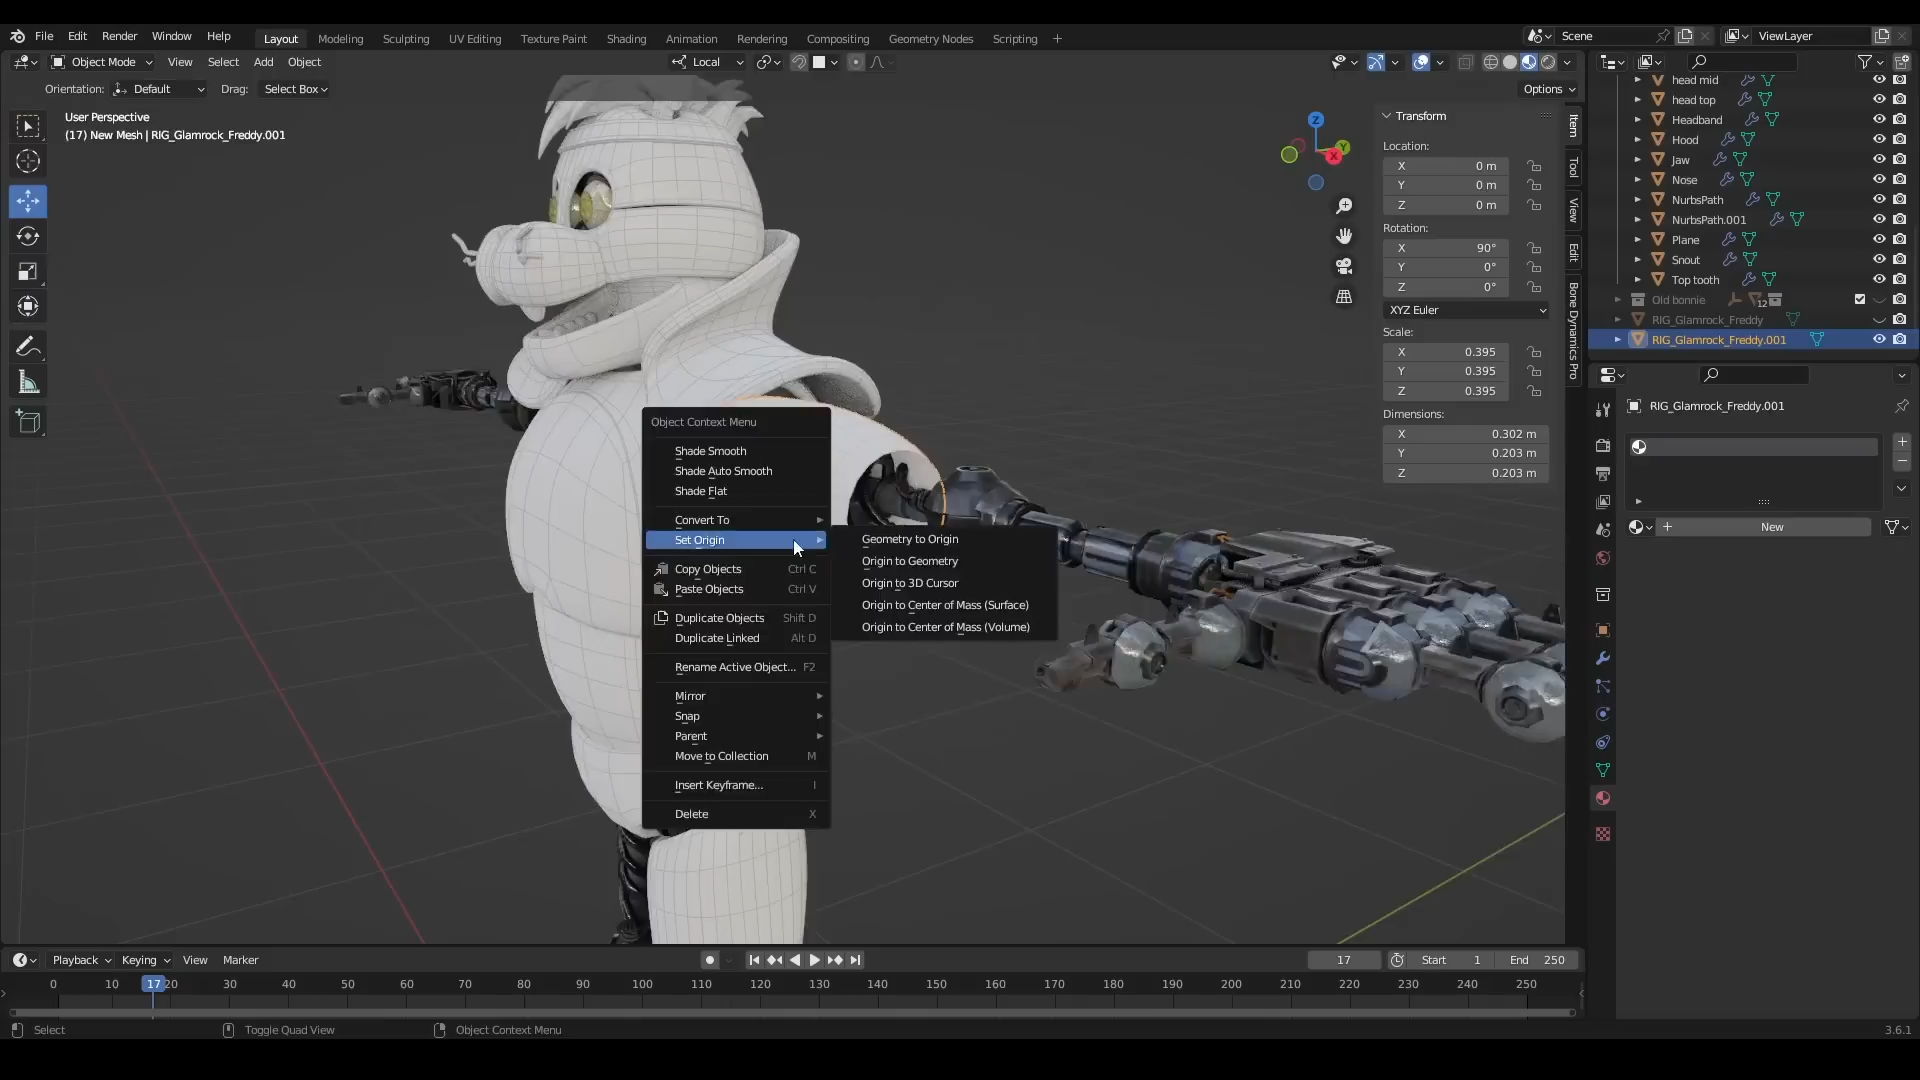 File Edit Render Window Help Layout Modeling Sculpting UV Editing Texture Paint Shading Animation Rendering Compositing Geometry Nodes Scripting + Scene ViewLayer
Object Mode View Select Add Object Local
Orientation: Default Drag: Select Box Options
User Perspective
(17) New Mesh | RIG_Glamrock_Freddy.001
Z
Y
X
Transform
Location:
X 0 m
Y 0 m
Z 0 m
Rotation:
X 90°
Y 0°
Z 0°
XYZ Euler
Scale:
X 0.395
Y 0.395
Z 0.395
Dimensions:
X 0.302 m
Y 0.203 m
Z 0.203 m
Item
Tool
View
Edit
Bone Dynamics Pro
head mid
head top
Headband
Hood
Jaw
Nose
NurbsPath
NurbsPath.001
Plane
Snout
Top tooth
Old bonnie 12
RIG_Glamrock_Freddy
RIG_Glamrock_Freddy.001
RIG_Glamrock_Freddy.001
+
−
+ New
Object Context Menu
Shade Smooth
Shade Auto Smooth
Shade Flat
Convert To
Set Origin
Copy Objects Ctrl C
Paste Objects Ctrl V
Duplicate Objects Shift D
Duplicate Linked Alt D
Rename Active Object... F2
Mirror
Snap
Parent
Move to Collection M
Insert Keyframe... I
Delete X
Geometry to Origin
Origin to Geometry
Origin to 3D Cursor
Origin to Center of Mass (Surface)
Origin to Center of Mass (Volume)
Playback Keying View Marker 17 Start 1 End 250
0 10 17 20 30 40 50 60 70 80 90 100 110 120 130 140 150 160 170 180 190 200 210 220 230 240 250
Select Toggle Quad View Object Context Menu 3.6.1